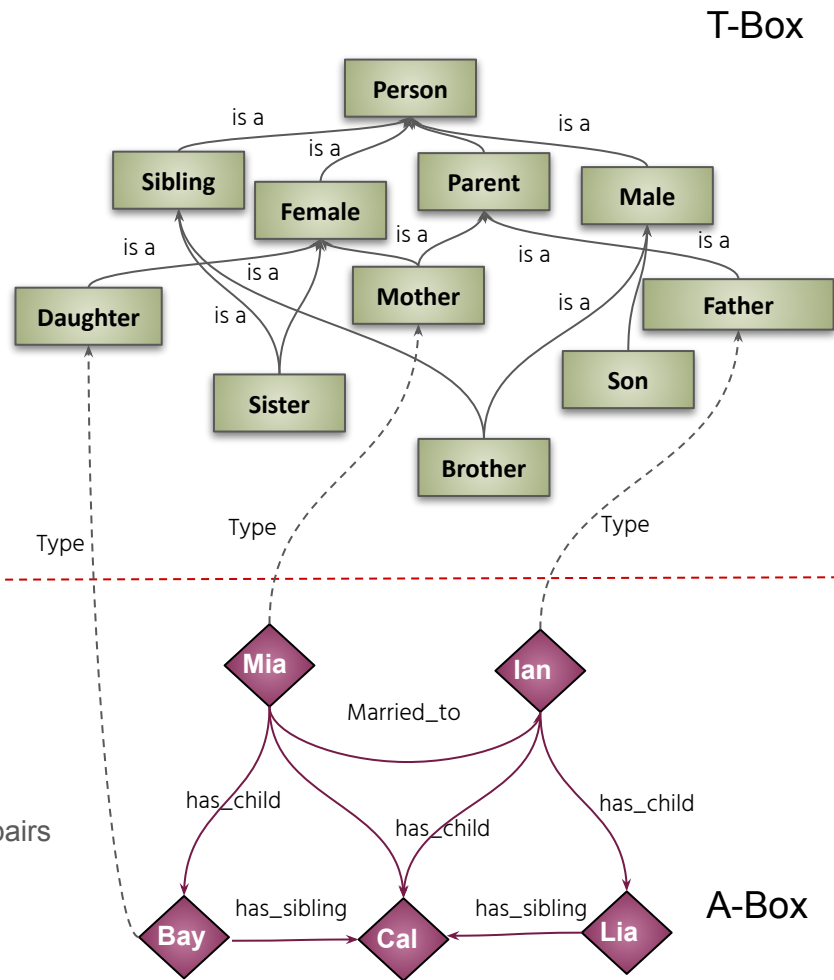 T-Box
Person
is a
is a
is a
Sibling
Female
Parent
Male
is a
is a
is a
is a
is a
is a
is a
Daughter
Mother
Father
Sister
Son
Brother
Type
Type
Type
Mia
Ian
Married_to
has_child
has_child
has_child
pairs
has_sibling
has_sibling
A-Box
Bay
Cal
Lia